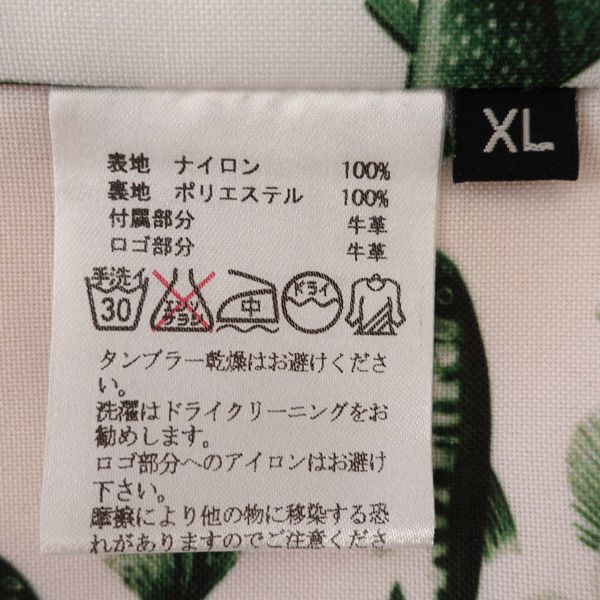 XL
表地 ナイロン 100%
裏地 ポリエステル 100%
付属部分 牛革
ロゴ部分 牛革
手洗イ 30 エンソサラシ 中 ドライ
タンブラー乾燥はお避けくださ
い。
洗濯はドライクリーニングをお
勧めします。
ロゴ部分へのアイロンはお避け
下さい。
摩擦により他の物に移染する恐
れがありますのでご注意くださ